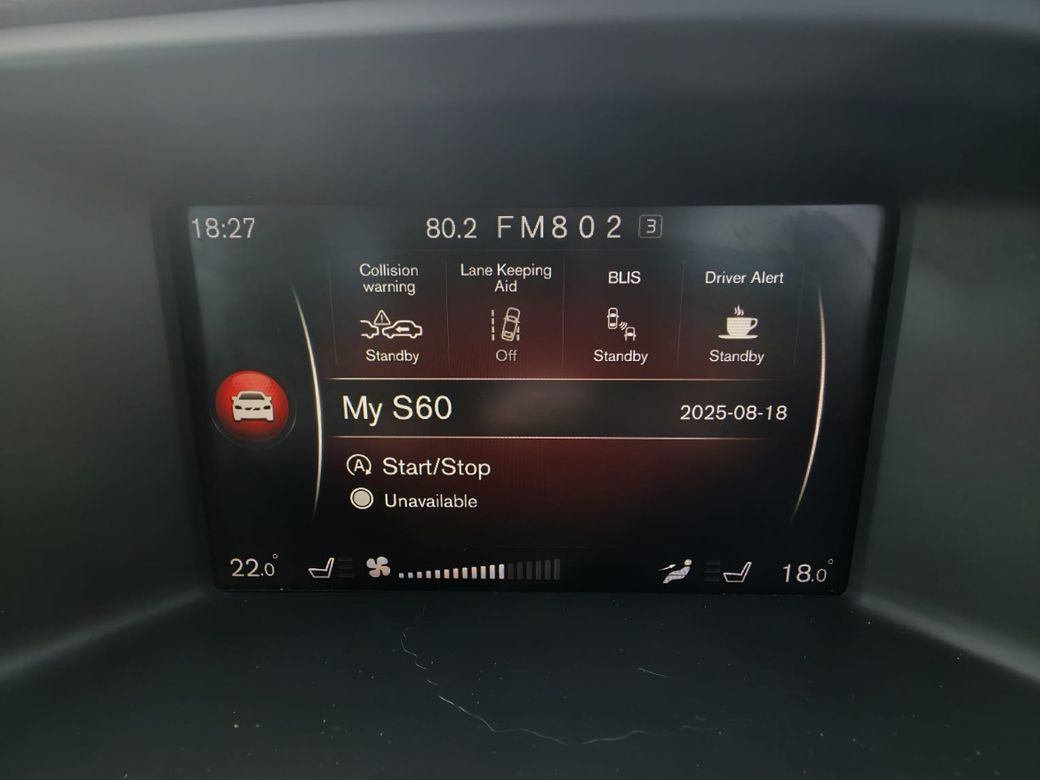 18:27
80.2 FM802 3
Collision warning
Lane Keeping Aid
BLIS
Driver Alert
Standby
Off
Standby
Standby
My S60
2025-08-18
A Start/Stop
Unavailable
22.0°
18.0°